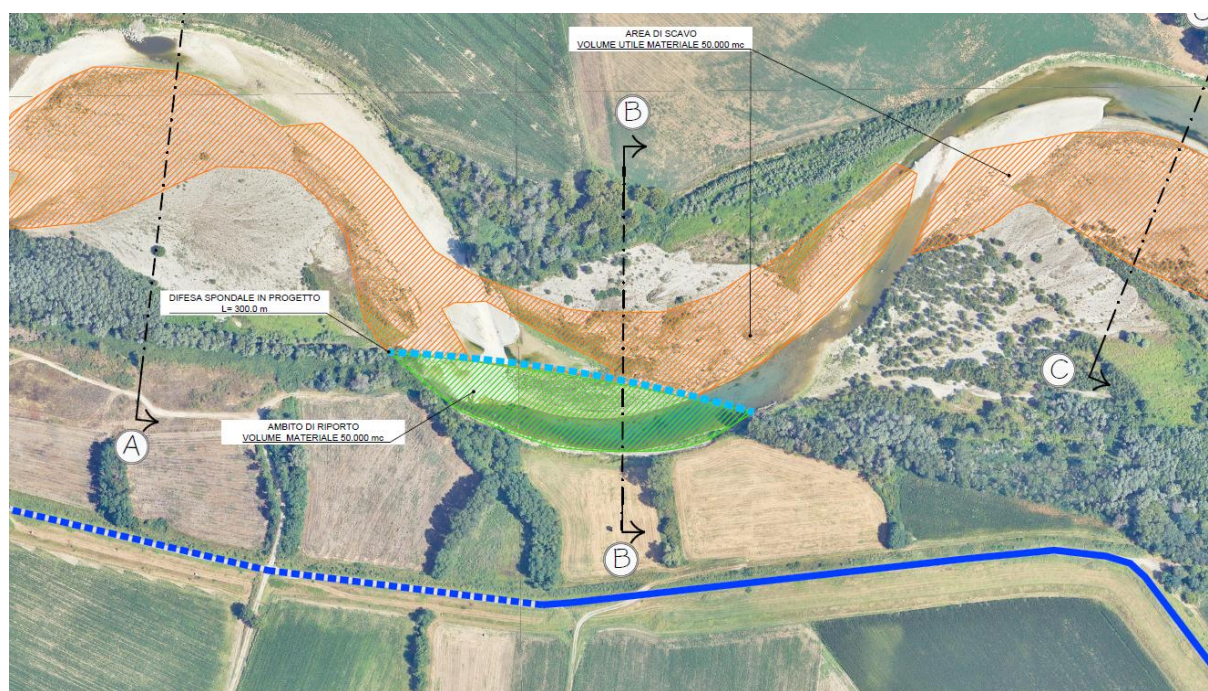 C
AREA DI SCAVO
VOLUME UTILE MATERIALE 50.000 mc
B
DIFESA SPONDALE IN PROGETTO
L= 300.0 m
C
AMBITO DI RIPORTO
VOLUME MATERIALE 50.000 mc
A
B